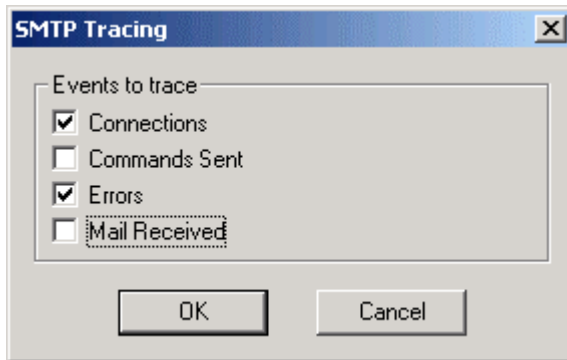 SMTP Tracing
Events to trace
Connections
Commands Sent
Errors
Mail Received
OK Cancel